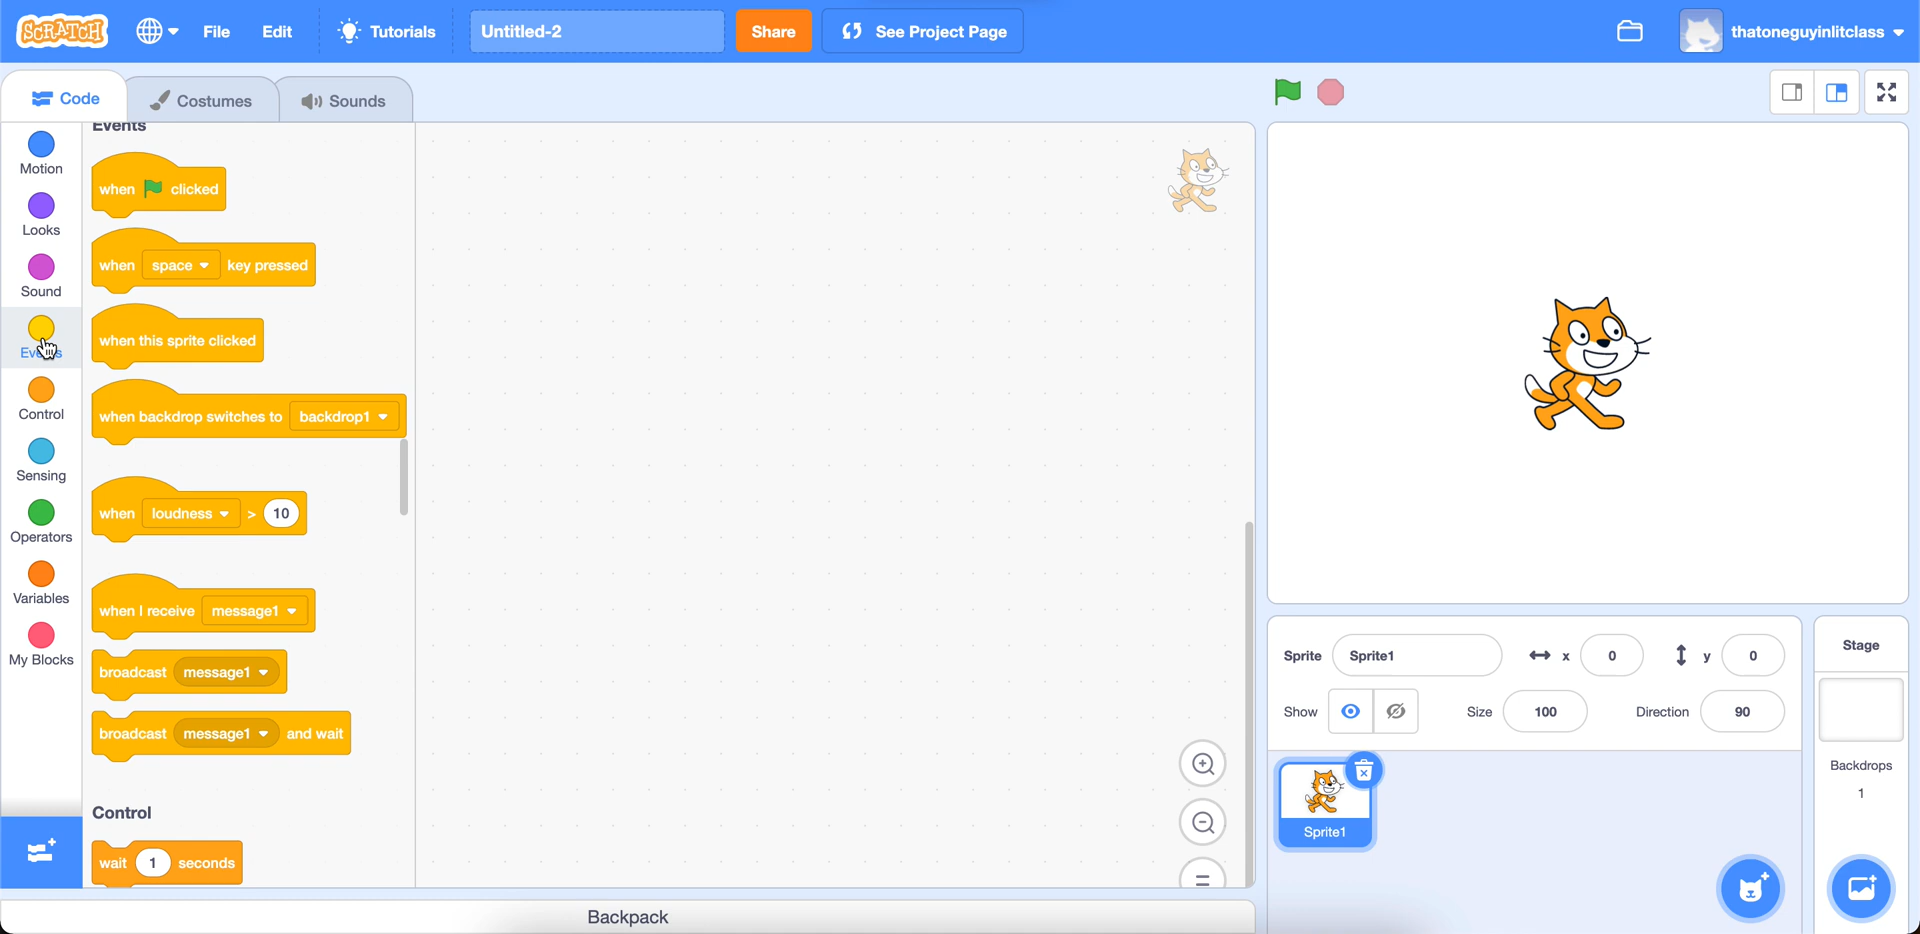 SCRATCH File Edit Tutorials Untitled-2 Share See Project Page thatoneguyinlitclass
Code Costumes Sounds
Motion
Looks
Sound
Events
Control
Sensing
Operators
Variables
My Blocks
Events
when clicked
when space key pressed
when this sprite clicked
when backdrop switches to backdrop1
when loudness > 10
when I receive message1
broadcast message1
broadcast message1 and wait
Control
wait 1 seconds
Backpack
Sprite Sprite1 x 0 y 0
Show Size 100 Direction 90
Sprite1
Stage
Backdrops
1